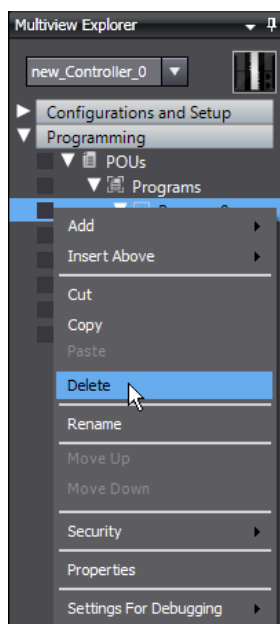 Multiview Explorer
new_Controller_0
Configurations and Setup
Programming
POUs
Programs
Add
Insert Above
Cut
Copy
Paste
Delete
Rename
Move Up
Move Down
Security
Properties
Settings For Debugging